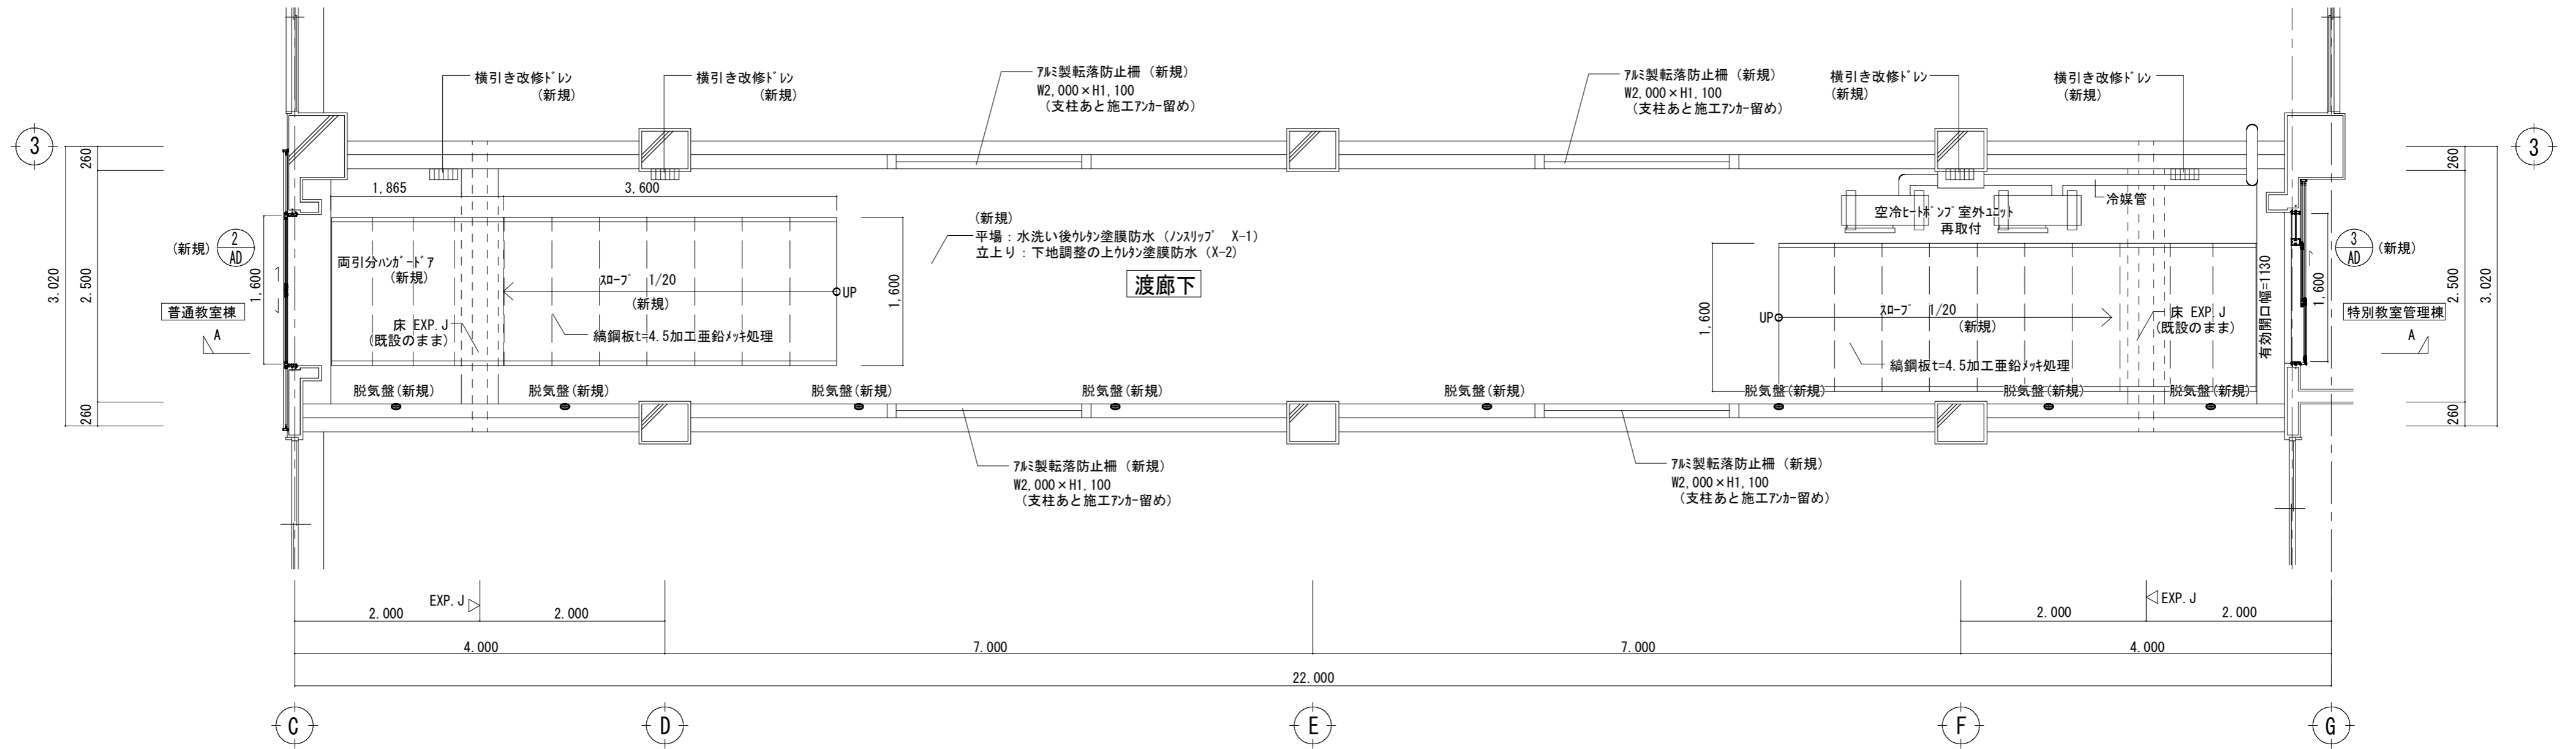 横引き改修ﾄﾞﾚﾝ
(新規)
横引き改修ﾄﾞﾚﾝ
(新規)
ｱﾙﾐ製転落防止柵 (新規)
W2,000×H1,100
(支柱あと施工ｱﾝｶｰ留め)
ｱﾙﾐ製転落防止柵 (新規)
W2,000×H1,100
(支柱あと施工ｱﾝｶｰ留め)
横引き改修ﾄﾞﾚﾝ
(新規)
横引き改修ﾄﾞﾚﾝ
(新規)
3
3
260
2.500
3.020
260
260
2.500
3.020
260
1,865
3,600
(新規)
平場：水洗い後ｳﾚﾀﾝ塗膜防水 (ﾉﾝｽﾘｯﾌﾟ X-1)
立上り：下地調整の上ｳﾚﾀﾝ塗膜防水 (X-2)
渡廊下
空冷ﾋｰﾄﾎﾟﾝﾌﾟ室外ﾕﾆｯﾄ
再取付
冷媒管
(新規)
2
AD
1,600
両引分ﾊﾝｶﾞｰﾄﾞｱ
(新規)
普通教室棟
A
ｽﾛｰﾌﾟ 1/20
(新規)
UP
1,600
床 EXP.J
(既設のまま)
縞鋼板t=4.5加工亜鉛ﾒｯｷ処理
1,600
UP
ｽﾛｰﾌﾟ 1/20
(新規)
床 EXP.J
(既設のまま)
縞鋼板t=4.5加工亜鉛ﾒｯｷ処理
有効開口幅=1130
1,600
3
AD
(新規)
特別教室管理棟
A
脱気盤(新規)
脱気盤(新規)
脱気盤(新規)
脱気盤(新規)
脱気盤(新規)
脱気盤(新規)
脱気盤(新規)
脱気盤(新規)
ｱﾙﾐ製転落防止柵 (新規)
W2,000×H1,100
(支柱あと施工ｱﾝｶｰ留め)
ｱﾙﾐ製転落防止柵 (新規)
W2,000×H1,100
(支柱あと施工ｱﾝｶｰ留め)
EXP.J
EXP.J
2.000
2.000
2.000
2.000
4.000
7.000
7.000
4.000
22.000
C
D
E
F
G